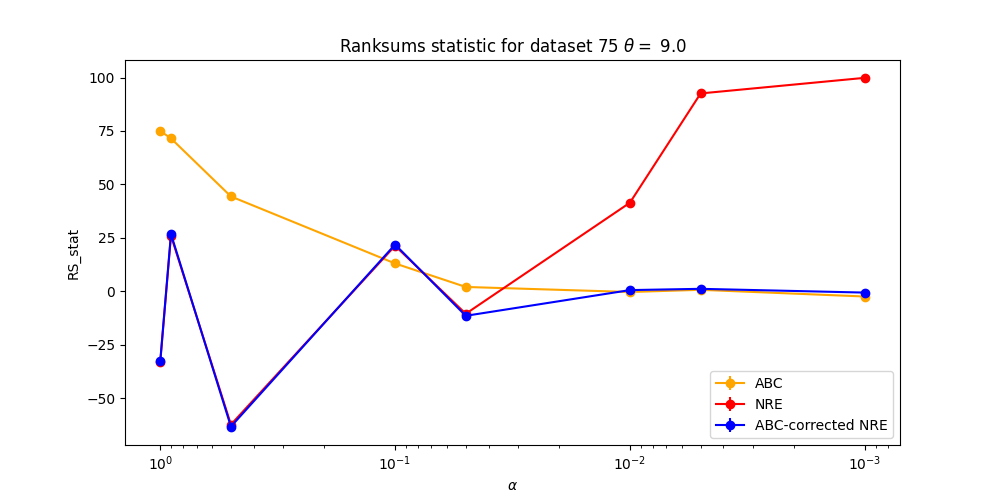 Ranksums statistic for dataset 75 θ = 9.0
100
75
50
25
0
−25
−50
RS_stat
10⁰
10⁻¹
10⁻²
10⁻³
α
ABC
NRE
ABC-corrected NRE